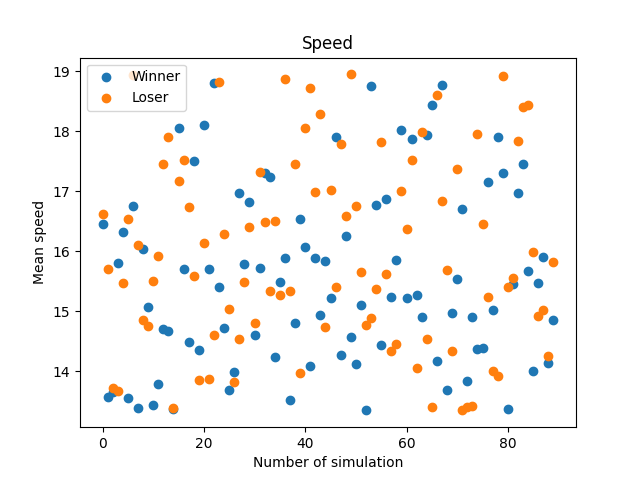 Speed
Winner
Loser
19
18
17
16
15
14
Mean speed
0 20 40 60 80
Number of simulation